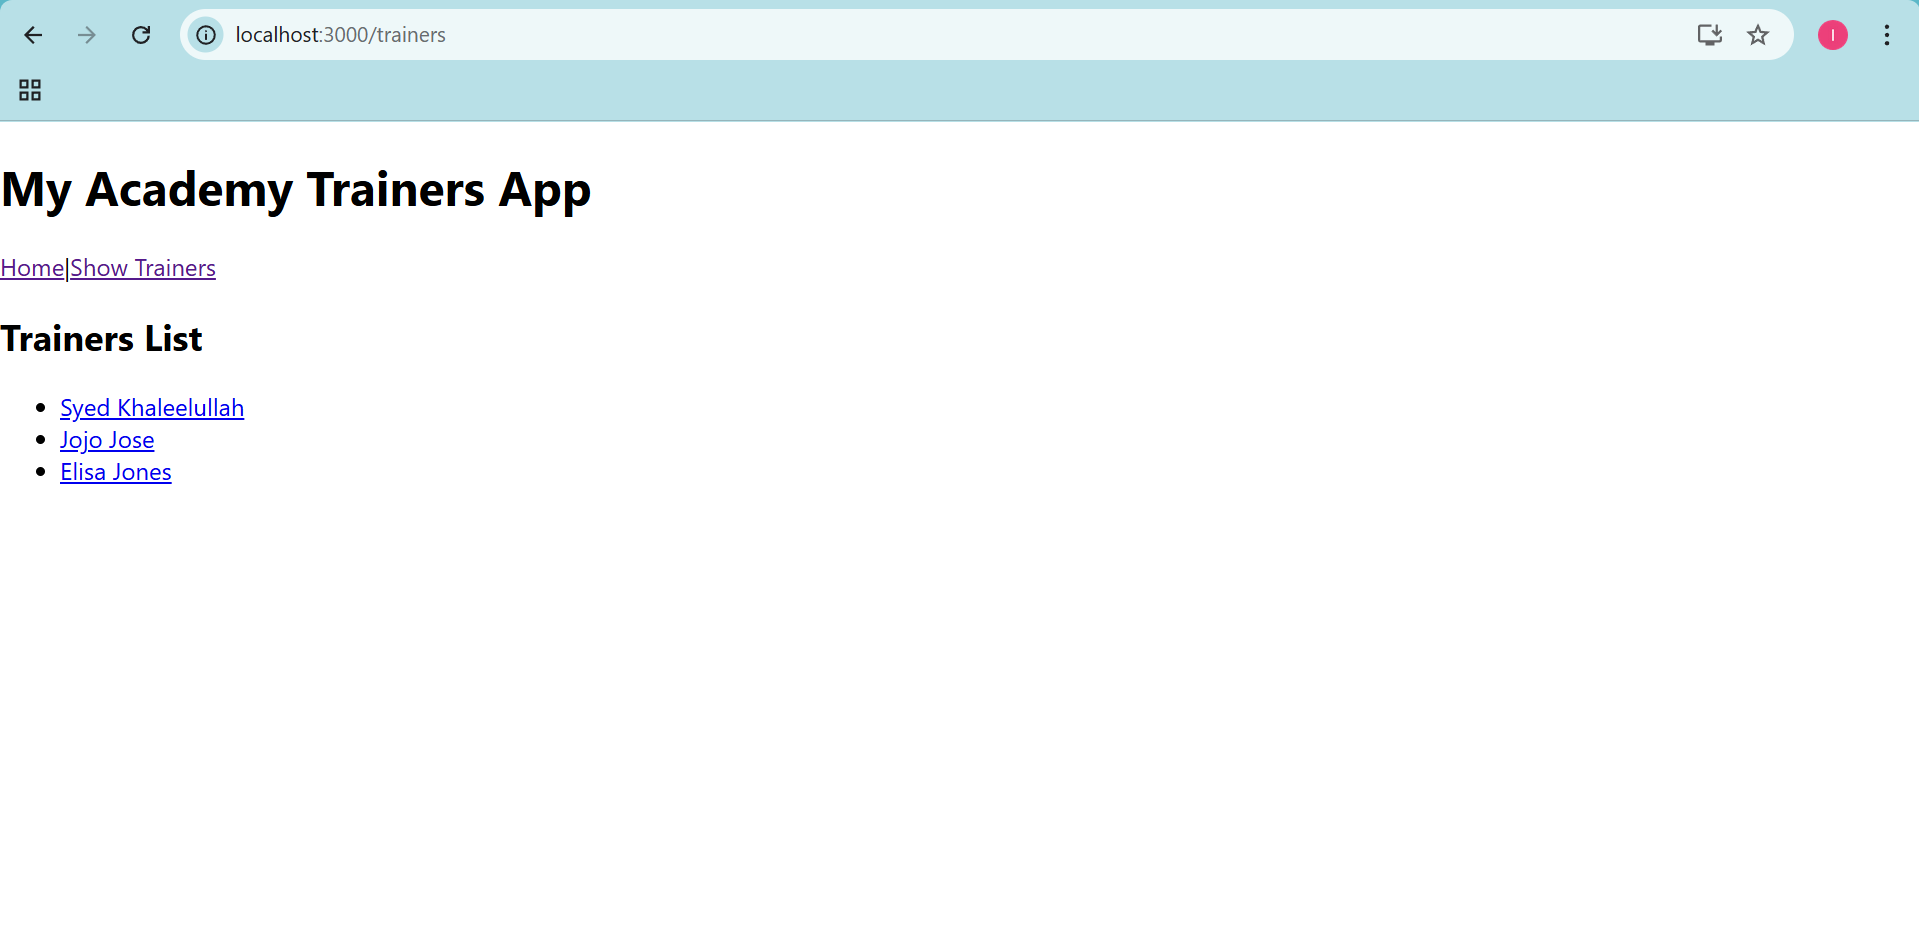 localhost:3000/trainers
I
My Academy Trainers App
Home|Show Trainers
Trainers List
Syed Khaleelullah
Jojo Jose
Elisa Jones